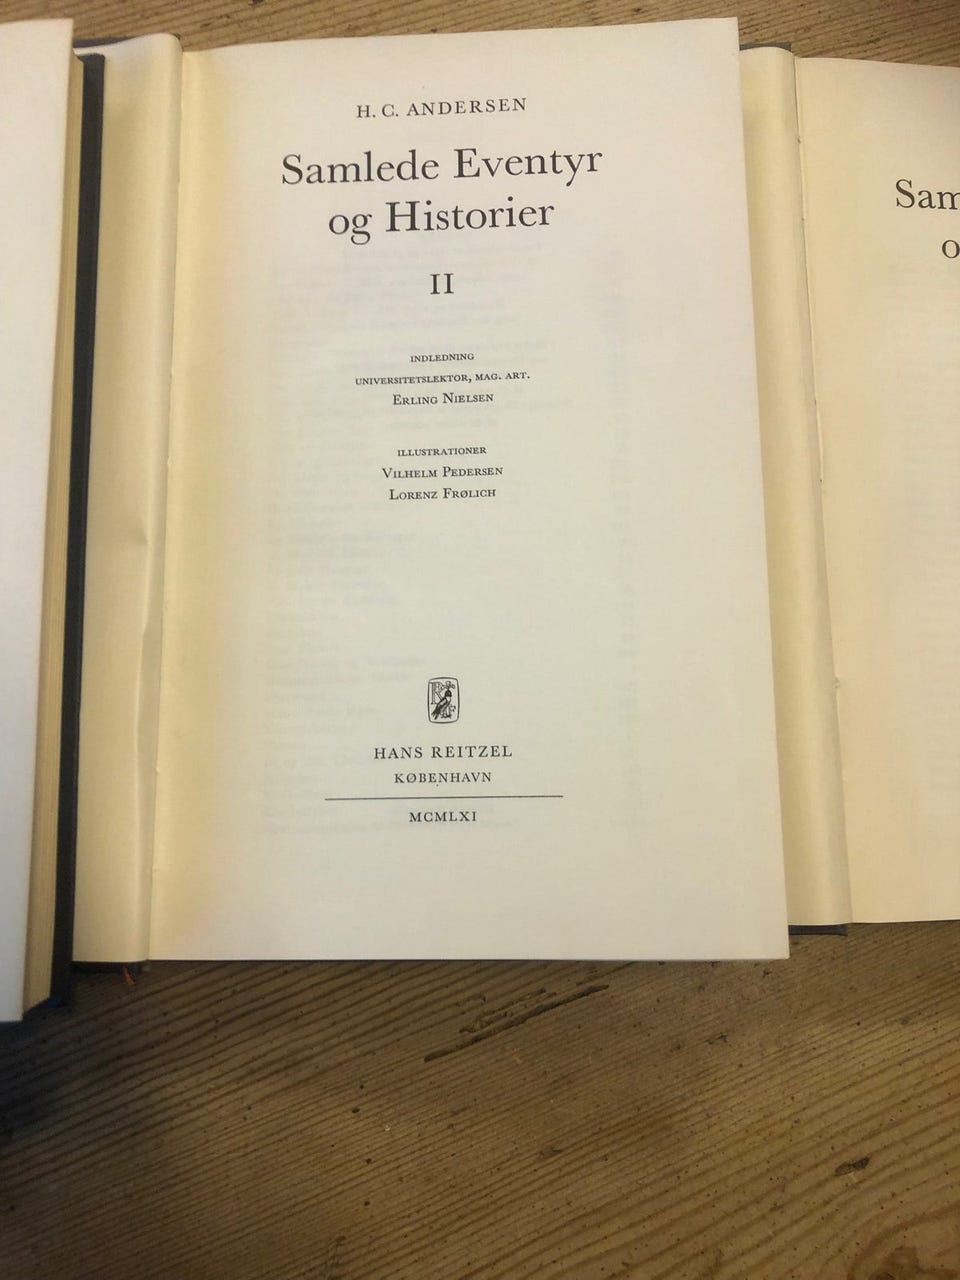 H. C. ANDERSEN
Samlede Eventyr
og Historier
II
INDLEDNING
UNIVERSITETSLEKTOR, MAG. ART.
ERLING NIELSEN
ILLUSTRATIONER
VILHELM PEDERSEN
LORENZ FRØLICH
HANS REITZEL
KØBENHAVN
MCMLXI
Sam
o